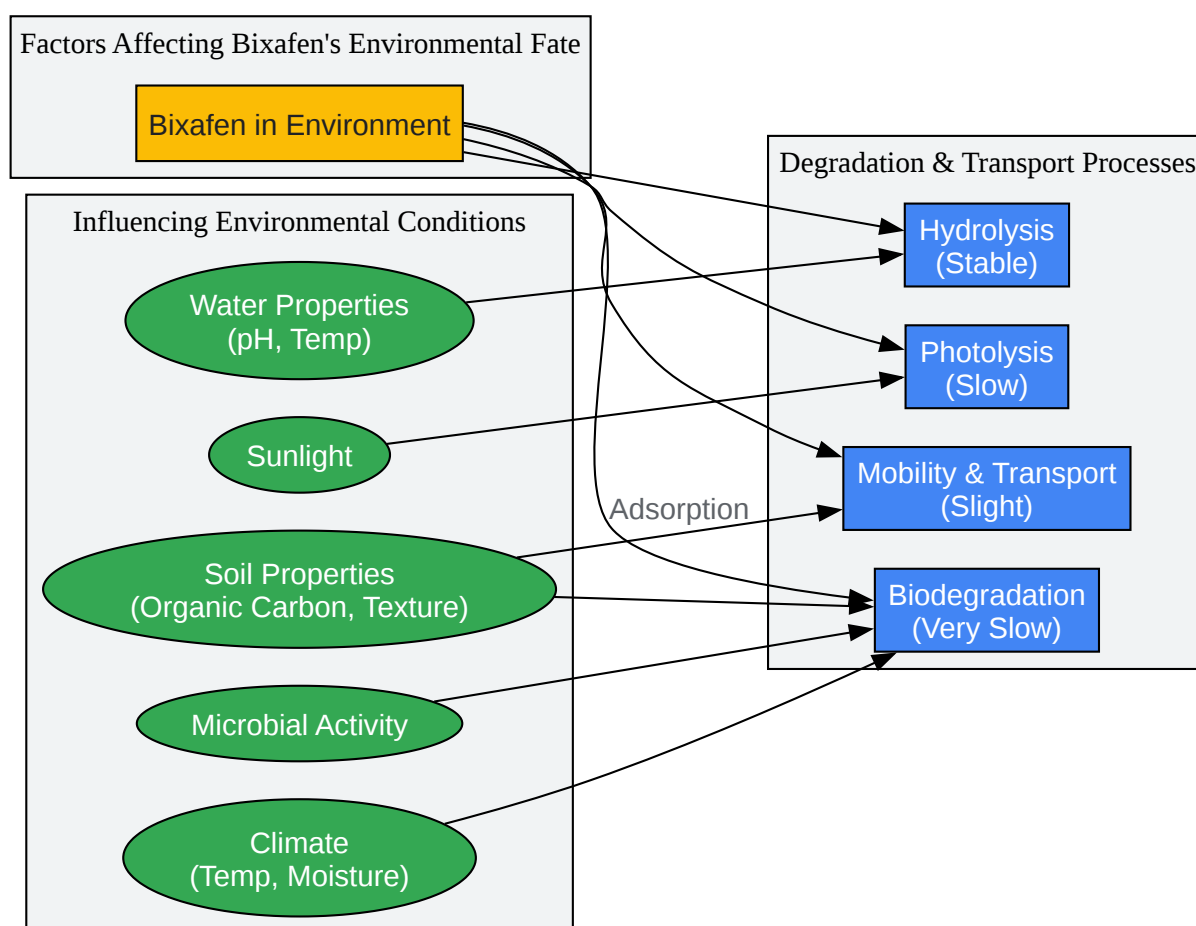 Factors Affecting Bixafen's Environmental Fate
Bixafen in Environment
Influencing Environmental Conditions
Water Properties
(pH, Temp)
Sunlight
Soil Properties
(Organic Carbon, Texture)
Microbial Activity
Climate
(Temp, Moisture)
Adsorption
Degradation & Transport Processes
Hydrolysis
(Stable)
Photolysis
(Slow)
Mobility & Transport
(Slight)
Biodegradation
(Very Slow)